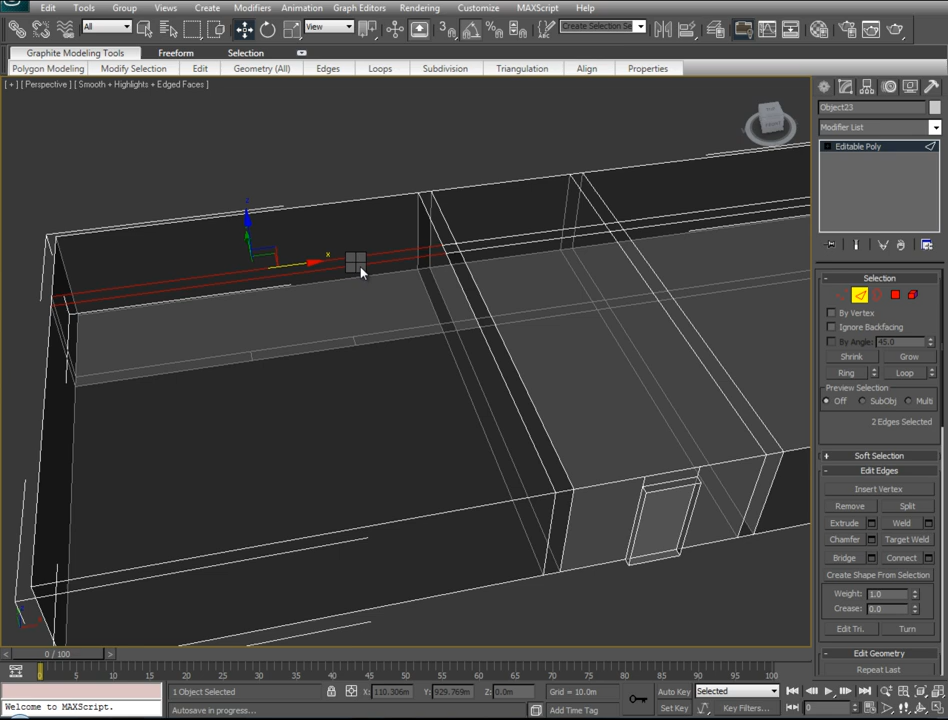 Edit Tools Group Views Create Modifiers Animation Graph Editors Rendering Customize MAXScript Help
All View Create Selection Se
Graphite Modeling Tools Freeform Selection
Polygon Modeling Modify Selection Edit Geometry (All) Edges Loops Subdivision Triangulation Align Properties
[ + ] [ Perspective ] [ Smooth + Highlights + Edged Faces ]
Object23
Modifier List
Editable Poly
z
x
Selection
By Vertex
Ignore Backfacing
By Angle: 45.0
Shrink Grow
Ring Loop
Preview Selection
Off SubObj Multi
2 Edges Selected
Soft Selection
Edit Edges
Insert Vertex
Remove Split
Extrude Weld
Chamfer Target Weld
Bridge Connect
Create Shape From Selection
Weight: 1.0
Crease: 0.0
Edit Tri. Turn
Edit Geometry
Repeat Last
0 / 100
0 5 10 15 20 25 30 35 40 45 50 55 60 65 70 75 80 85 90 95 100
1 Object Selected X: 110.306m Y: 929.769m Z: 0.0m Grid = 10.0m Auto Key Selected
Welcome to MAXScript. Autosave in progress... Add Time Tag Set Key Key Filters... 0